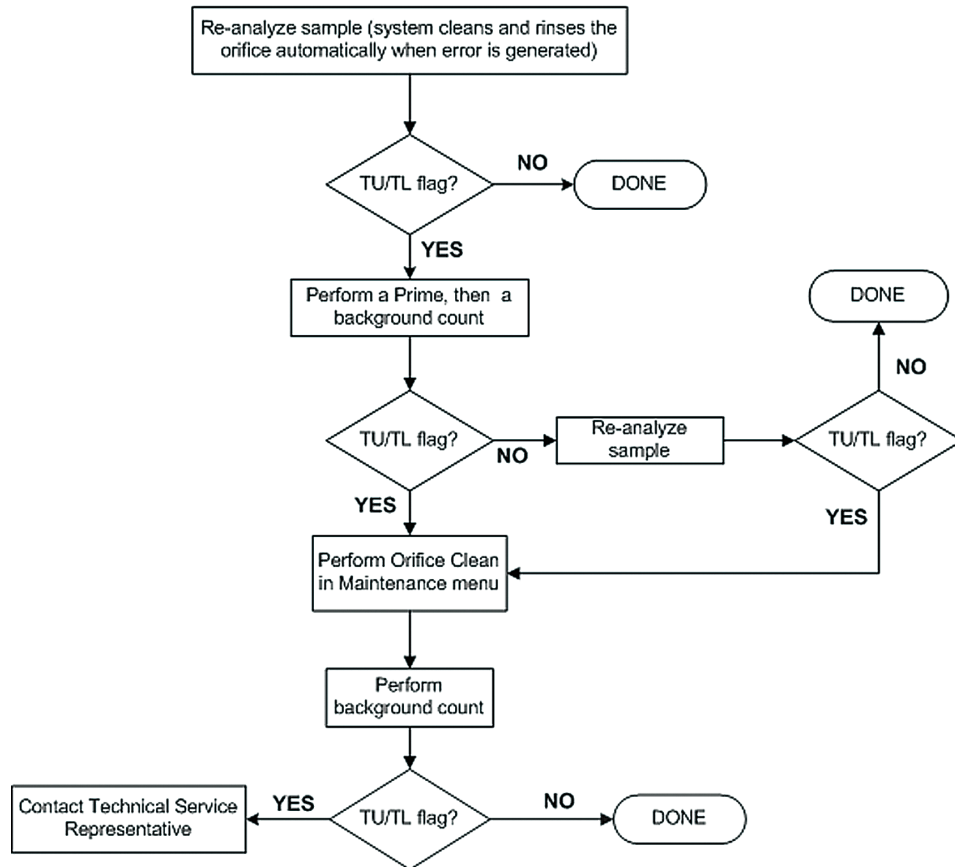 Re-analyze sample (system cleans and rinses the
orifice automatically when error is generated)
TU/TL flag?
NO
DONE
YES
Perform a Prime, then a
background count
DONE
NO
TU/TL flag?
NO
Re-analyze
sample
TU/TL flag?
YES
YES
Perform Orifice Clean
in Maintenance menu
Perform
background count
Contact Technical Service
Representative
YES
TU/TL flag?
NO
DONE